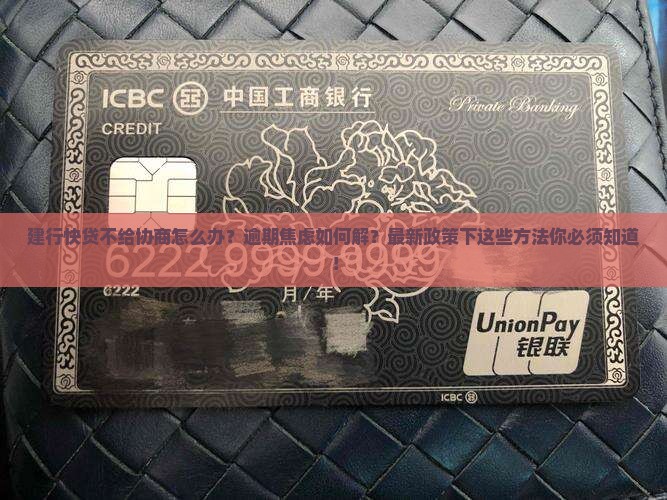 ICBC 中国工商银行
Private Banking
CREDIT
建行快贷不给协商怎么办？逾期焦虑如何解？最新政策下这些方法你必须知道
！
6222 9999 9999
6222
月/年
UnionPay
银联
ICBC